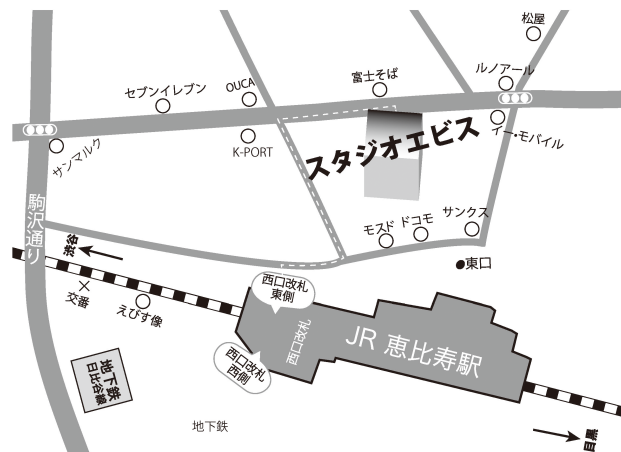 松屋
ルノアール
富士そば
OUCA
セブンイレブン
イー・モバイル
サンマルク
K-PORT
スタジオエビス
駒沢通り
モスド
ドコモ
サンクス
渋谷
東口
西口改札
東側
交番
えびす像
西口改札
JR 恵比寿駅
西口改札
西側
地下鉄
日比谷線
地下鉄
目黒